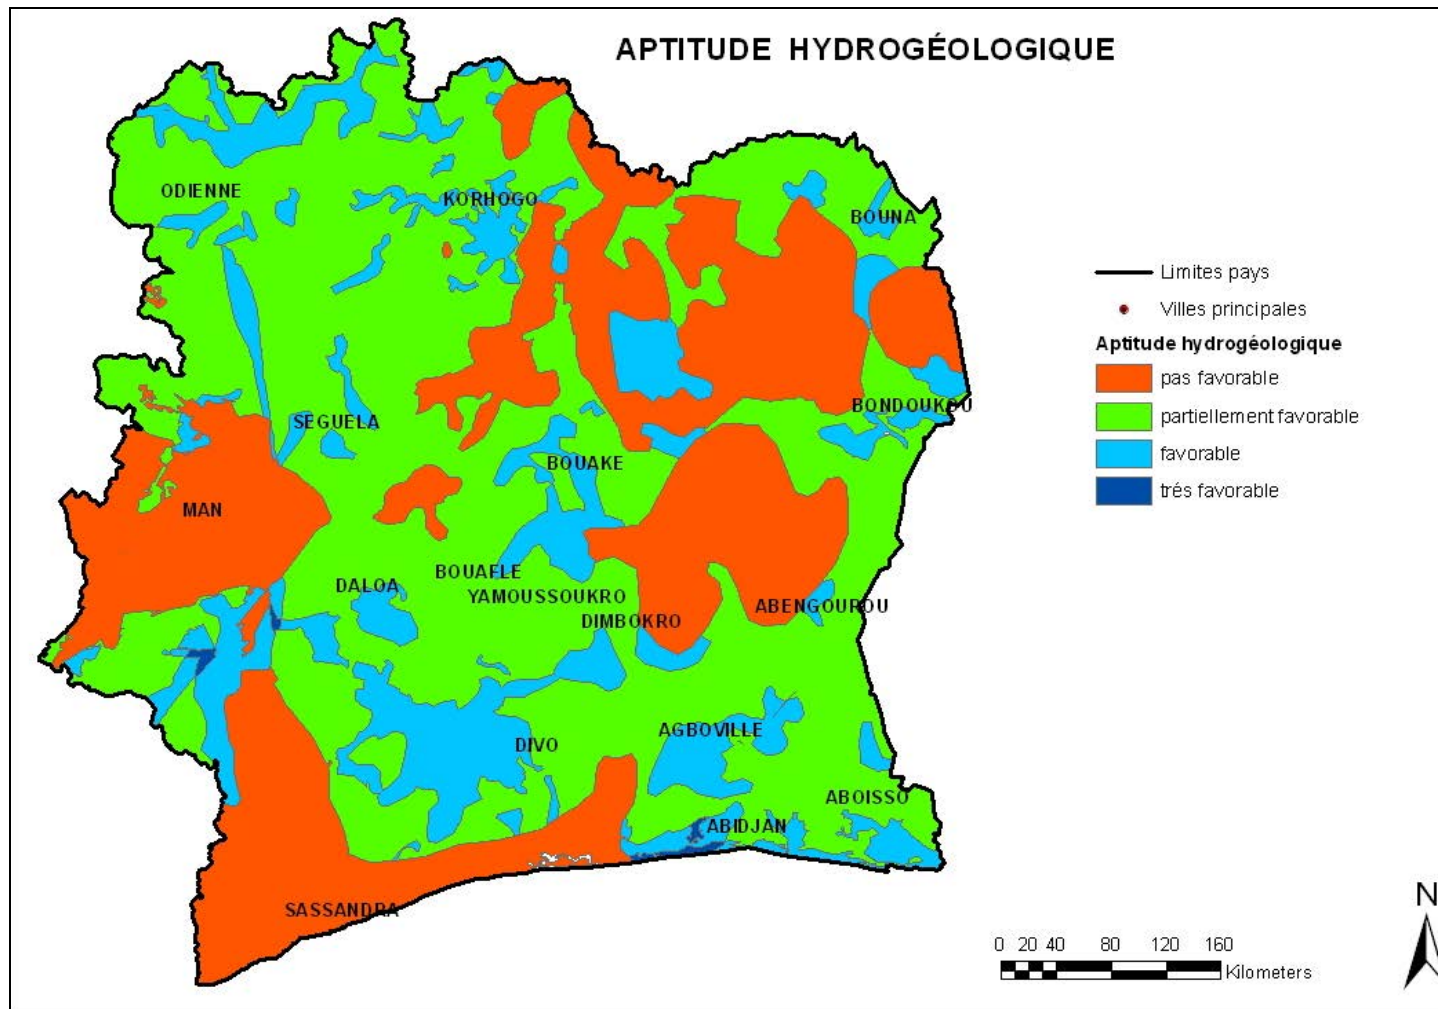 APTITUDE HYDROGÉOLOGIQUE
ODIENNE
KORHOGO
BOUNA
SEGUELA
BONDOUKOU
BOUAKE
MAN
DALOA
BOUAFLE
YAMOUSSOUKRO
DIMBOKRO
ABENGOUROU
DIVO
AGBOVILLE
ABOISSO
ABIDJAN
SASSANDRA
Limites pays
Villes principales
Aptitude hydrogéologique
pas favorable
partiellement favorable
favorable
trés favorable
N
0 20 40 80 120 160
Kilometers